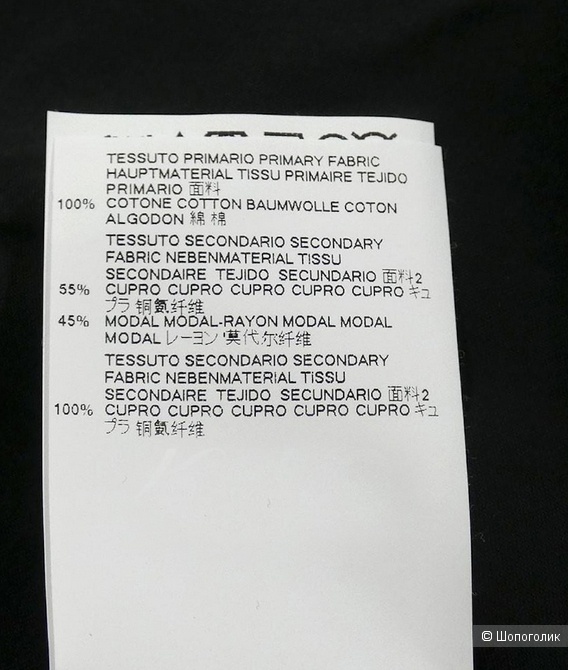 TESSUTO PRIMARIO PRIMARY FABRIC
HAUPTMATERIAL TISSU PRIMAIRE TEJIDO
PRIMARIO 面料
100% COTONE COTTON BAUMWOLLE COTON
ALGODON 綿 棉
TESSUTO SECONDARIO SECONDARY
FABRIC NEBENMATERIAL TISSU
SECONDAIRE TEJIDO SECUNDARIO 面料2
55% CUPRO CUPRO CUPRO CUPRO CUPRO キュ
プラ 铜氨纤维
45% MODAL MODAL-RAYON MODAL MODAL
MODAL レーヨン 莫代尔纤维
TESSUTO SECONDARIO SECONDARY
FABRIC NEBENMATERIAL TISSU
SECONDAIRE TEJIDO SECUNDARIO 面料2
100% CUPRO CUPRO CUPRO CUPRO CUPRO キュ
プラ 铜氨纤维
© Шопоголик